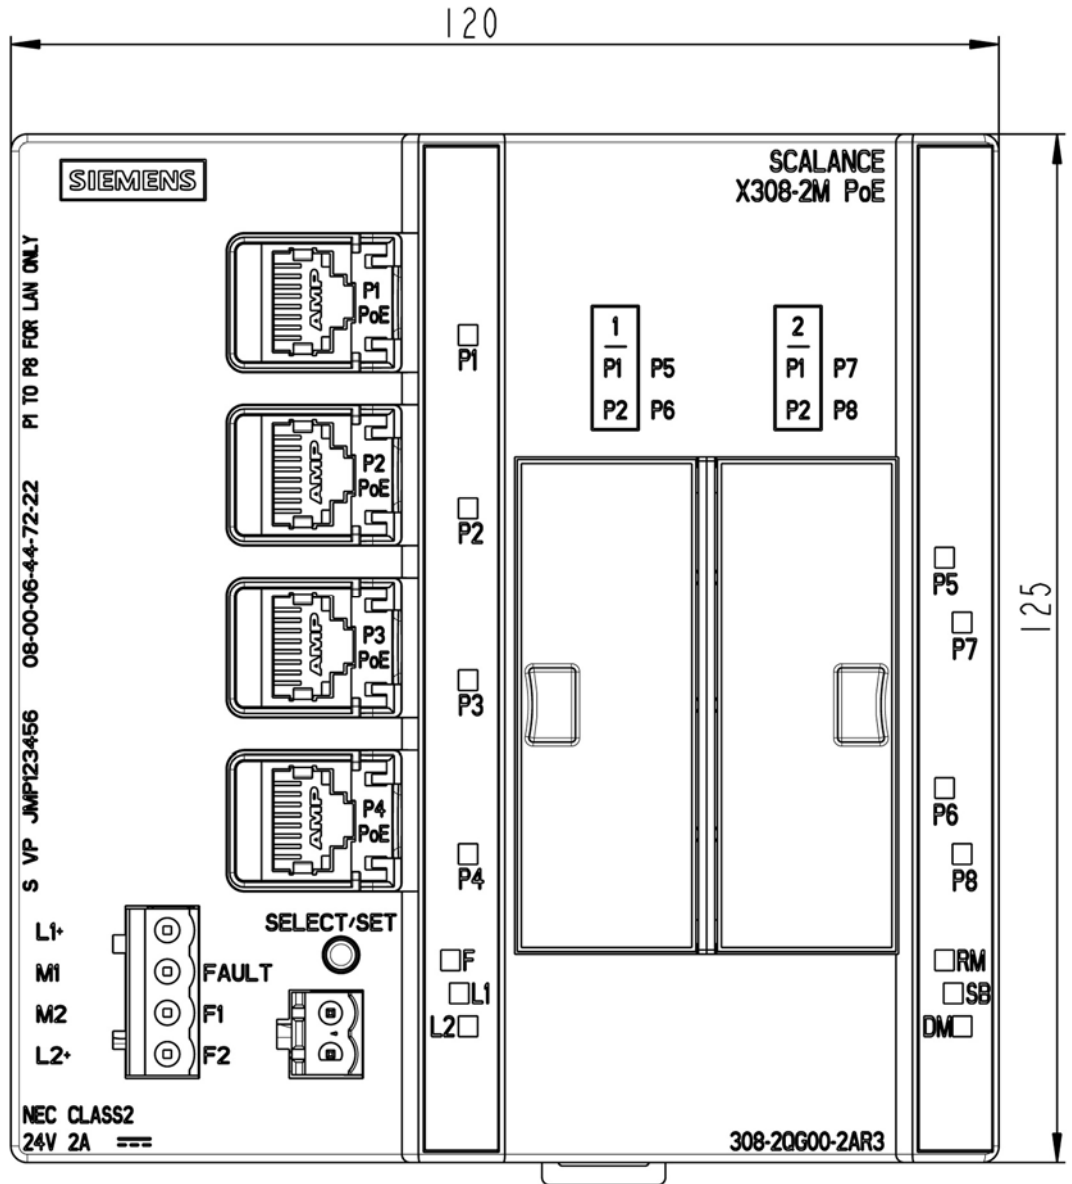 120
SIEMENS
SCALANCE
X308-2M PoE
P1 TO P8 FOR LAN ONLY
08-00-06-44-72-22
S VP JMP123456
AMP
P1
PoE
AMP
P2
PoE
AMP
P3
PoE
AMP
P4
PoE
P1
P2
P3
P4
1
P1 P5
P2 P6
2
P1 P7
P2 P8
P5
P7
P6
P8
125
L1+
M1
M2
L2+
FAULT
F1
F2
SELECT/SET
F
L1
L2
RM
SB
DM
NEC CLASS2
24V 2A
308-2QG00-2AR3